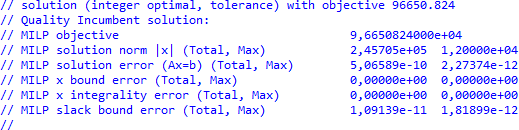 // solution (integer optimal, tolerance) with objective 96650.824
// Quality Incumbent solution:
// MILP objective 9,6650824000e+04
// MILP solution norm |x| (Total, Max) 2,45705e+05 1,20000e+04
// MILP solution error (Ax=b) (Total, Max) 5,06589e-10 2,27374e-12
// MILP x bound error (Total, Max) 0,00000e+00 0,00000e+00
// MILP x integrality error (Total, Max) 0,00000e+00 0,00000e+00
// MILP slack bound error (Total, Max) 1,09139e-11 1,81899e-12
//